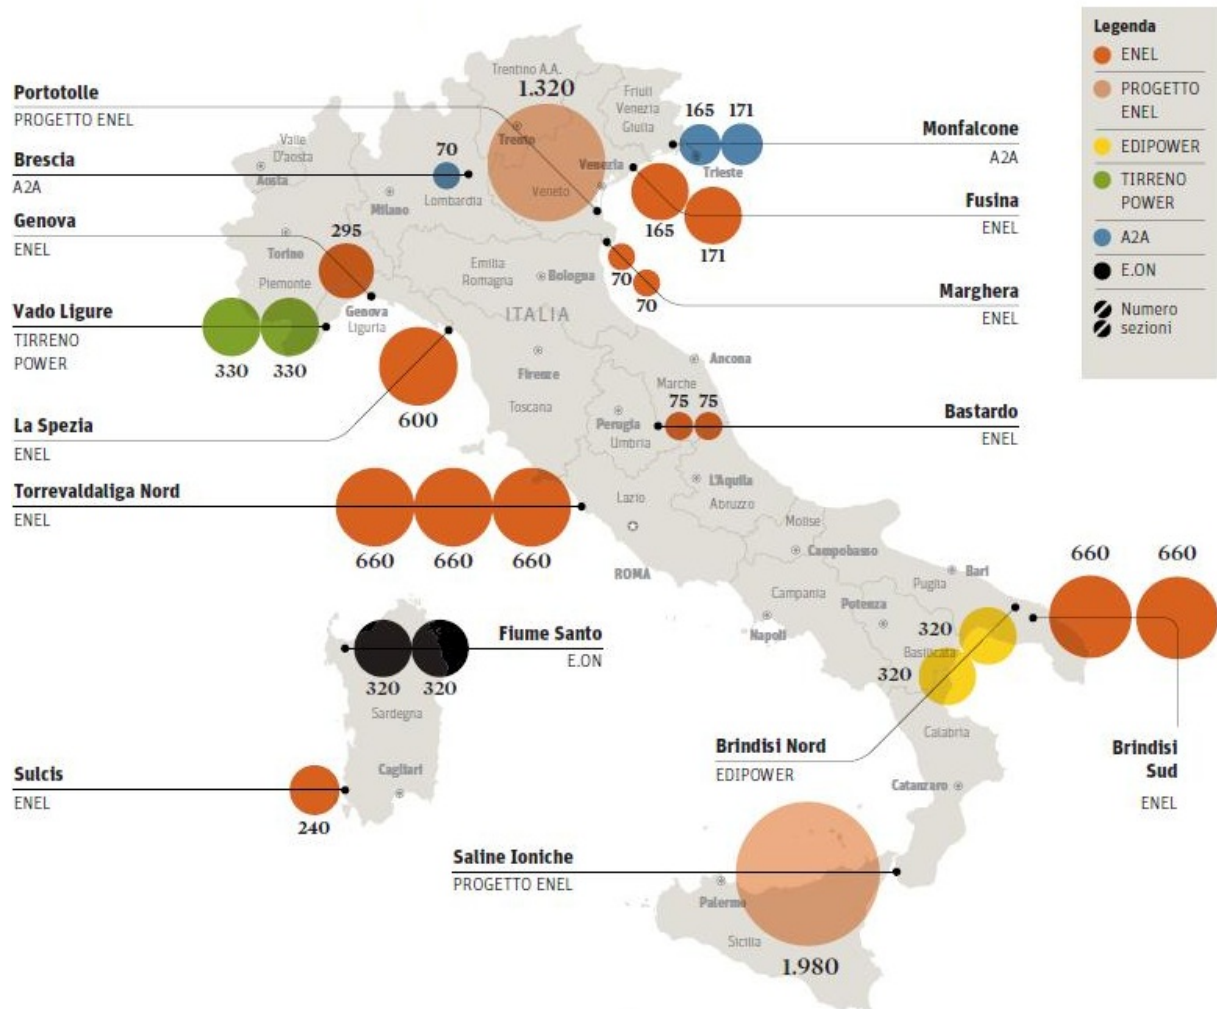 Portotolle
PROGETTO ENEL
Brescia
A2A
Genova
ENEL
Vado Ligure
TIRRENO
POWER
La Spezia
ENEL
Torrevaldaliga Nord
ENEL
Fiume Santo
E.ON
Sulcis
ENEL
Saline Ioniche
PROGETTO ENEL
Brindisi Nord
EDIPOWER
Brindisi
Sud
ENEL
Bastardo
ENEL
Marghera
ENEL
Fusina
ENEL
Monfalcone
A2A
1.320
70
295
330
330
600
660
660
660
320
320
240
1.980
320
320
660
660
75
75
70
70
165
171
165
171
Trentino A.A.
Trento
Friuli
Venezia
Giulia
Trieste
Venezia
Veneto
Valle
D'aosta
Aosta
Milano
Lombardia
Torino
Piemonte
Genova
Liguria
Emilia
Romagna
Bologna
ITALIA
Firenze
Toscana
Ancona
Marche
Perugia
Umbria
L'Aquila
Abruzzo
Lazio
ROMA
Molise
Campobasso
Campania
Napoli
Potenza
Basilicata
Puglia
Bari
Calabria
Catanzaro
Sardegna
Cagliari
Palermo
Sicilia
Legenda
ENEL
PROGETTO
ENEL
EDIPOWER
TIRRENO
POWER
A2A
E.ON
Numero
sezioni